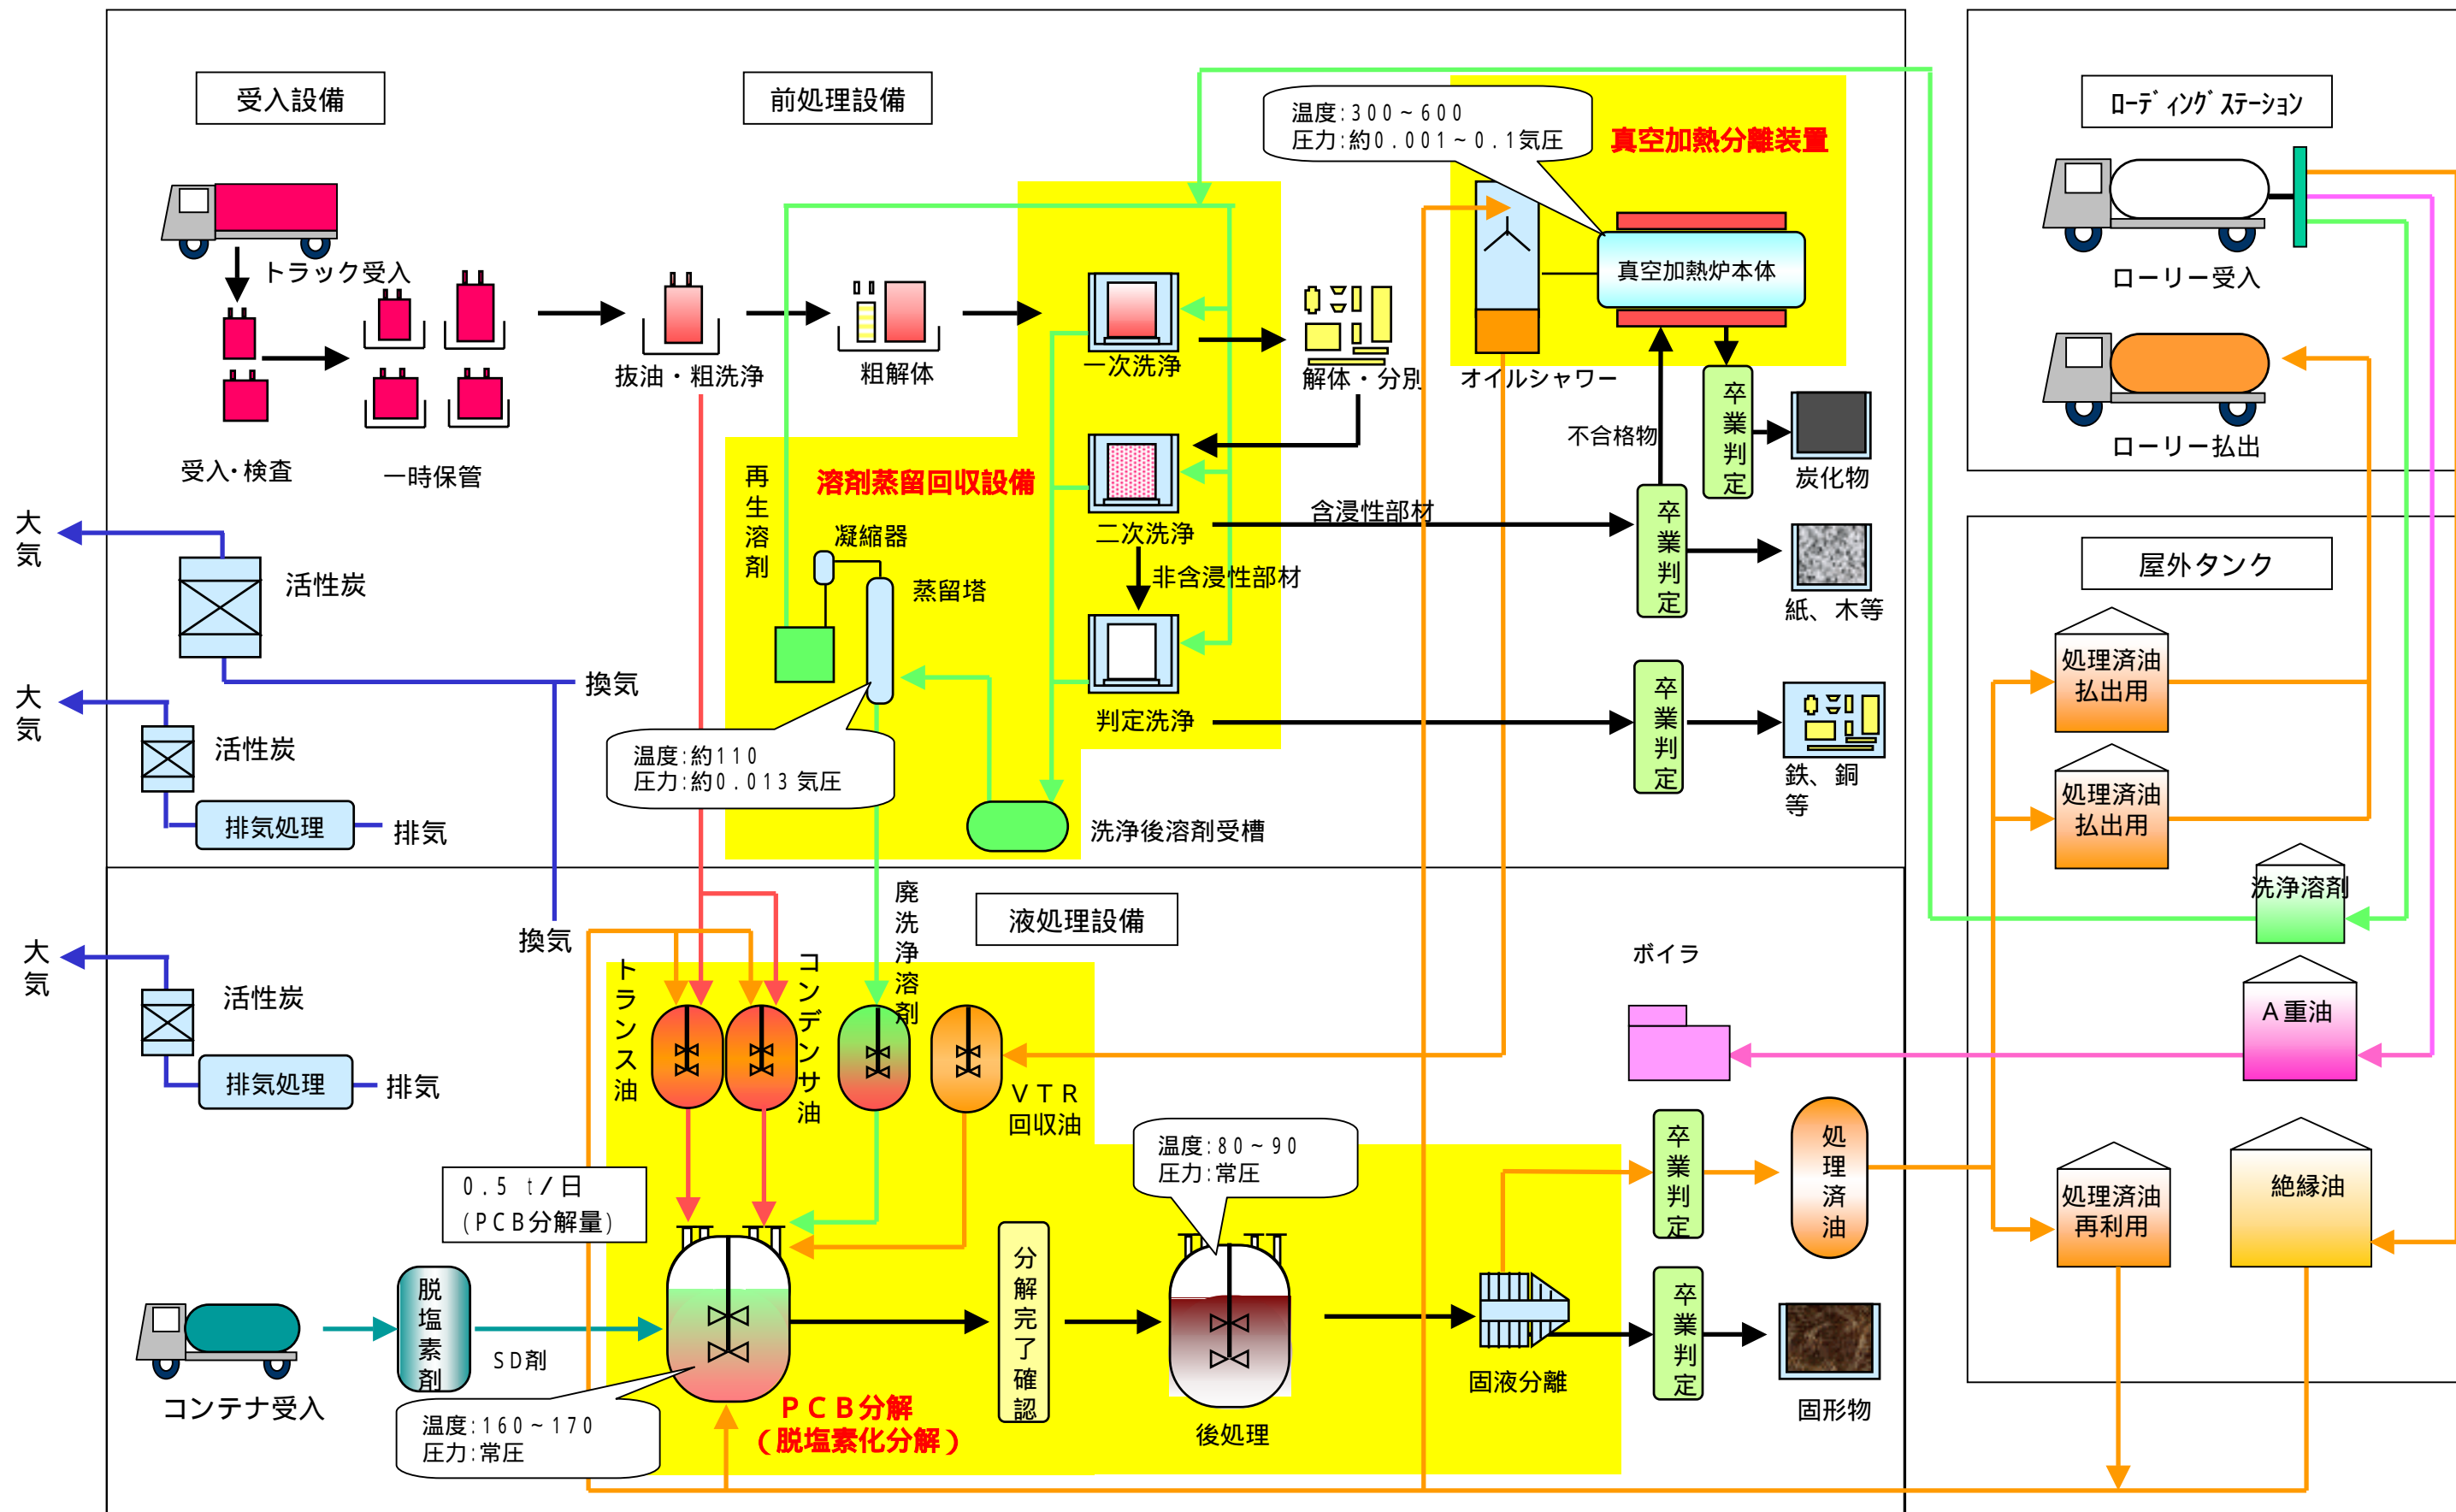 受入設備
前処理設備
温度:300~600
圧力:約0.001~0.1気圧
真空加熱分離装置
ローディングステーション
トラック受入
真空加熱炉本体
ローリー受入
抜油・粗洗浄
粗解体
一次洗浄
解体・分別
オイルシャワー
卒業判定
不合格物
ローリー払出
受入・検査
一時保管
再生溶剤
溶剤蒸留回収設備
炭化物
大気
活性炭
凝縮器
蒸留塔
二次洗浄
含浸性部材
非含浸性部材
卒業判定
紙、木等
屋外タンク
処理済油
払出用
換気
大気
活性炭
判定洗浄
卒業判定
鉄、銅
等
温度:約110
圧力:約0.013気圧
処理済油
払出用
排気処理
排気
洗浄後溶剤受槽
廃洗浄溶剤
液処理設備
洗浄溶剤
換気
大気
活性炭
トランス油
コンデンサ油
ボイラ
A重油
排気処理
排気
VTR
回収油
温度:80~90
圧力:常圧
卒業判定
処理済油
0.5 t/日
(PCB分解量)
処理済油
再利用
絶縁油
脱塩素剤
SD剤
分解完了確認
卒業判定
コンテナ受入
固液分離
固形物
後処理
温度:160~170
圧力:常圧
PCB分解
(脱塩素化分解)